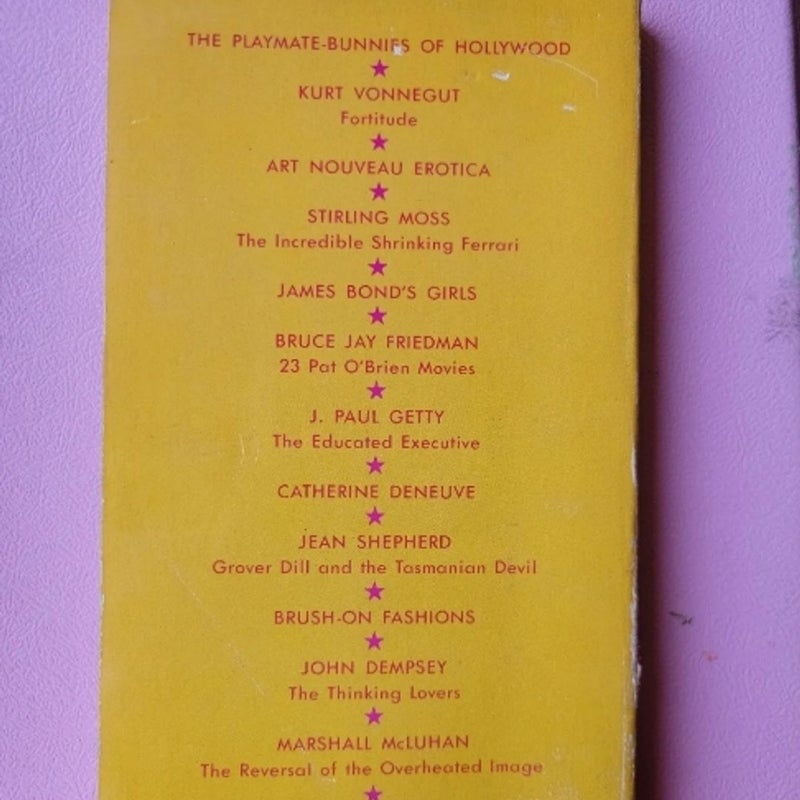 THE PLAYMATE-BUNNIES OF HOLLYWOOD
KURT VONNEGUT
Fortitude
ART NOUVEAU EROTICA
STIRLING MOSS
The Incredible Shrinking Ferrari
JAMES BOND'S GIRLS
BRUCE JAY FRIEDMAN
23 Pat O'Brien Movies
J. PAUL GETTY
The Educated Executive
CATHERINE DENEUVE
JEAN SHEPHERD
Grover Dill and the Tasmanian Devil
BRUSH-ON FASHIONS
JOHN DEMPSEY
The Thinking Lovers
MARSHALL McLUHAN
The Reversal of the Overheated Image